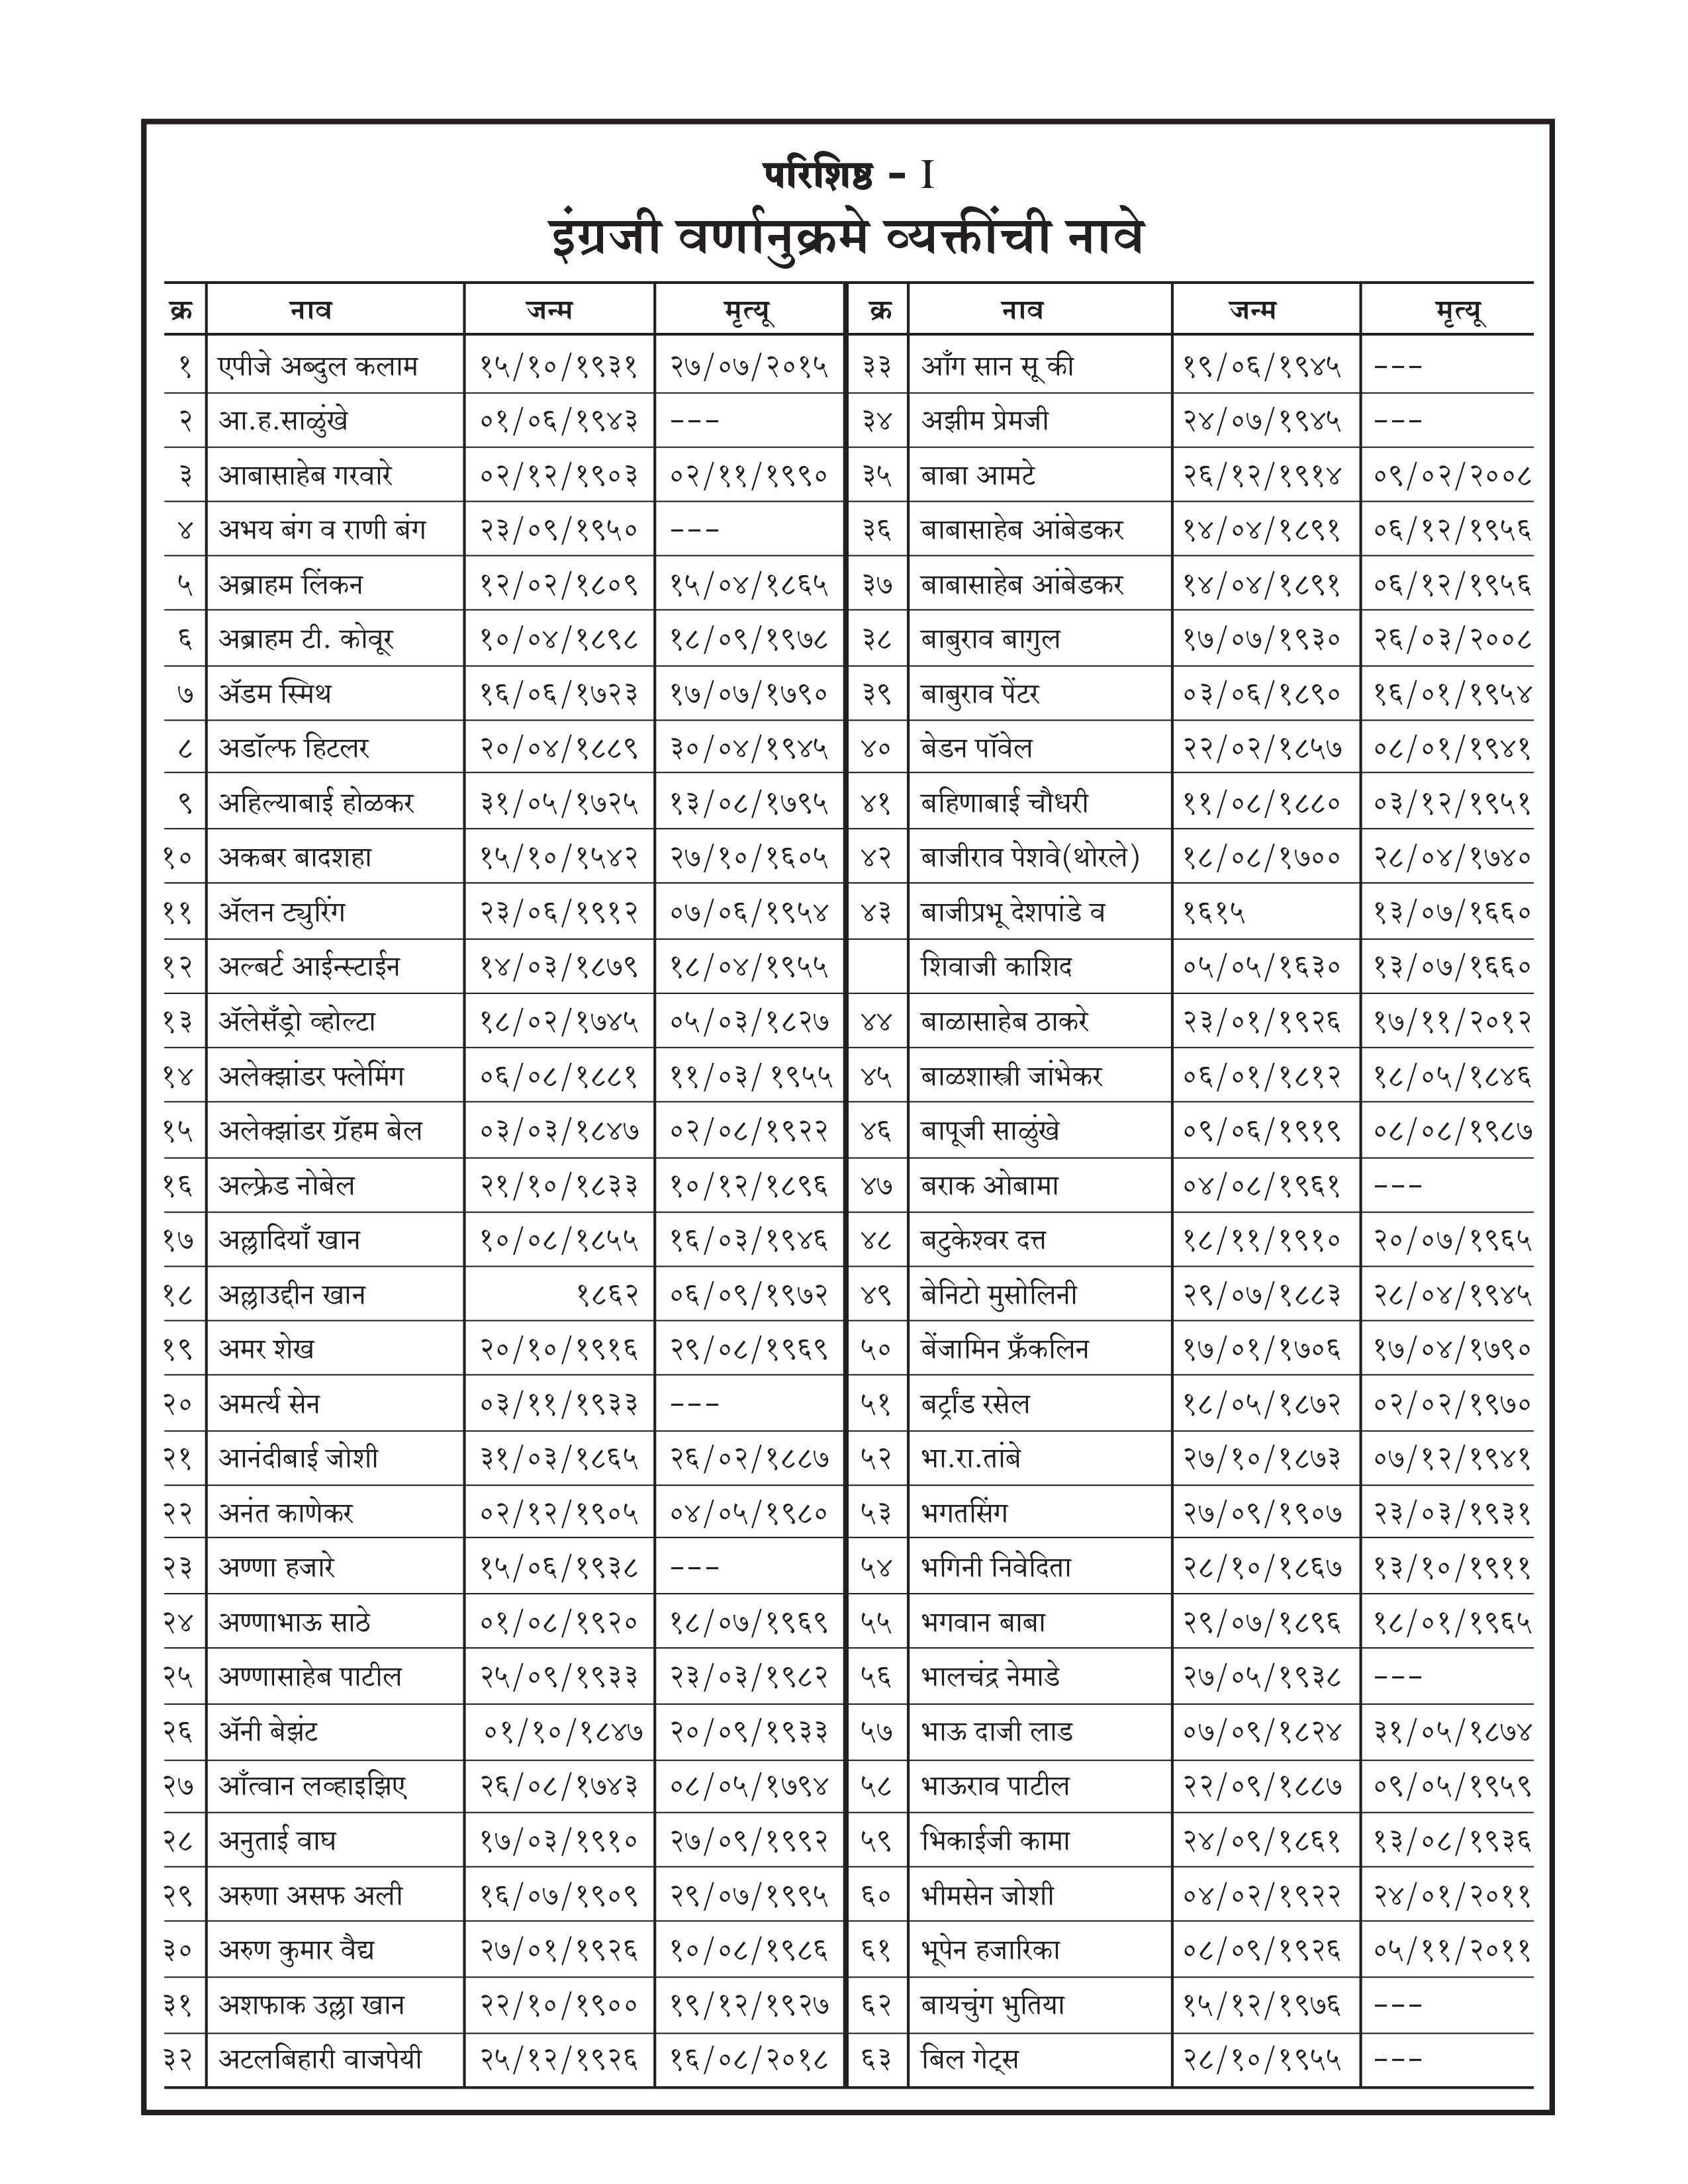 परिशिष्ठ - I
इंग्रजी वर्णानुक्रमे व्यक्तींची नावे
क्र नाव जन्म मृत्यू क्र नाव जन्म मृत्यू
१ एपीजे अब्दुल कलाम १५/१०/१९३१ २७/०७/२०१५ ३३ आँग सान सू की १९/०६/१९४५ ---
२ आ.ह.साळुंखे ०१/०६/१९४३ --- ३४ अझीम प्रेमजी २४/०७/१९४५ ---
३ आबासाहेब गरवारे ०२/१२/१९०३ ०२/११/१९९० ३५ बाबा आमटे २६/१२/१९१४ ०९/०२/२००८
४ अभय बंग व राणी बंग २३/०९/१९५० --- ३६ बाबासाहेब आंबेडकर १४/०४/१८९१ ०६/१२/१९५६
५ अब्राहम लिंकन १२/०२/१८०९ १५/०४/१८६५ ३७ बाबासाहेब आंबेडकर १४/०४/१८९१ ०६/१२/१९५६
६ अब्राहम टी. कोवूर १०/०४/१८९८ १८/०९/१९७८ ३८ बाबुराव बागुल १७/०७/१९३० २६/०३/२००८
७ ॲडम स्मिथ १६/०६/१७२३ १७/०७/१७९० ३९ बाबुराव पेंटर ०३/०६/१८९० १६/०१/१९५४
८ अडॉल्फ हिटलर २०/०४/१८८९ ३०/०४/१९४५ ४० बेडन पॉवेल २२/०२/१८५७ ०८/०१/१९४१
९ अहिल्याबाई होळकर ३१/०५/१७२५ १३/०८/१७९५ ४१ बहिणाबाई चौधरी ११/०८/१८८० ०३/१२/१९५१
१० अकबर बादशहा १५/१०/१५४२ २७/१०/१६०५ ४२ बाजीराव पेशवे(थोरले) १८/०८/१७०० २८/०४/१७४०
११ ॲलन ट्युरिंग २३/०६/१९१२ ०७/०६/१९५४ ४३ बाजीप्रभू देशपांडे व १६१५ १३/०७/१६६०
१२ अल्बर्ट आईन्स्टाईन १४/०३/१८७९ १८/०४/१९५५ शिवाजी काशिद ०५/०५/१६३० १३/०७/१६६०
१३ ॲलेसँड्रो व्होल्टा १८/०२/१७४५ ०५/०३/१८२७ ४४ बाळासाहेब ठाकरे २३/०१/१९२६ १७/११/२०१२
१४ अलेक्झांडर फ्लेमिंग ०६/०८/१८८१ ११/०३/ १९५५ ४५ बाळशास्त्री जांभेकर ०६/०१/१८१२ १८/०५/१८४६
१५ अलेक्झांडर ग्रॅहम बेल ०३/०३/१८४७ ०२/०८/१९२२ ४६ बापूजी साळुंखे ०९/०६/१९१९ ०८/०८/१९८७
१६ अल्फ्रेड नोबेल २१/१०/१८३३ १०/१२/१८९६ ४७ बराक ओबामा ०४/०८/१९६१ ---
१७ अल्लादियाँ खान १०/०८/१८५५ १६/०३/१९४६ ४८ बटुकेश्वर दत्त १८/११/१९१० २०/०७/१९६५
१८ अल्लाउद्दीन खान १८६२ ०६/०९/१९७२ ४९ बेनिटो मुसोलिनी २९/०७/१८८३ २८/०४/१९४५
१९ अमर शेख २०/१०/१९१६ २९/०८/१९६९ ५० बेंजामिन फ्रँकलिन १७/०१/१७०६ १७/०४/१७९०
२० अमर्त्य सेन ०३/११/१९३३ --- ५१ बर्ट्रांड रसेल १८/०५/१८७२ ०२/०२/१९७०
२१ आनंदीबाई जोशी ३१/०३/१८६५ २६/०२/१८८७ ५२ भा.रा.तांबे २७/१०/१८७३ ०७/१२/१९४१
२२ अनंत काणेकर ०२/१२/१९०५ ०४/०५/१९८० ५३ भगतसिंग २७/०९/१९०७ २३/०३/१९३१
२३ अण्णा हजारे १५/०६/१९३८ --- ५४ भगिनी निवेदिता २८/१०/१८६७ १३/१०/१९११
२४ अण्णाभाऊ साठे ०१/०८/१९२० १८/०७/१९६९ ५५ भगवान बाबा २९/०७/१८९६ १८/०१/१९६५
२५ अण्णासाहेब पाटील २५/०९/१९३३ २३/०३/१९८२ ५६ भालचंद्र नेमाडे २७/०५/१९३८ ---
२६ ॲनी बेझंट ०१/१०/१८४७ २०/०९/१९३३ ५७ भाऊ दाजी लाड ०७/०९/१८२४ ३१/०५/१८७४
२७ आँत्वान लव्हाइझिए २६/०८/१७४३ ०८/०५/१७९४ ५८ भाऊराव पाटील २२/०९/१८८७ ०९/०५/१९५९
२८ अनुताई वाघ १७/०३/१९१० २७/०९/१९९२ ५९ भिकाईजी कामा २४/०९/१८६१ १३/०८/१९३६
२९ अरुणा असफ अली १६/०७/१९०९ २९/०७/१९९५ ६० भीमसेन जोशी ०४/०२/१९२२ २४/०१/२०११
३० अरुण कुमार वैद्य २७/०१/१९२६ १०/०८/१९८६ ६१ भूपेन हजारिका ०८/०९/१९२६ ०५/११/२०११
३१ अशफाक उल्ला खान २२/१०/१९०० १९/१२/१९२७ ६२ बायचुंग भुतिया १५/१२/१९७६ ---
३२ अटलबिहारी वाजपेयी २५/१२/१९२६ १६/०८/२०१८ ६३ बिल गेट्स २८/१०/१९५५ ---